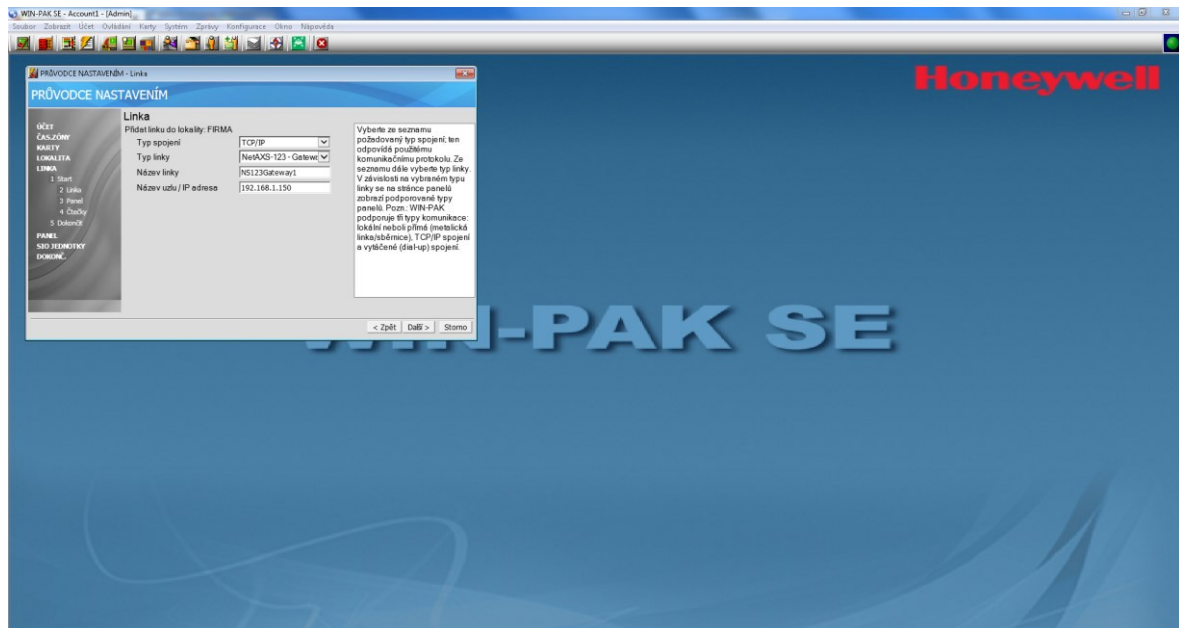 WIN-PAK SE - Account1 - [Admin]
Soubor Zobrazit Účet Ovládání Karty Systém Zprávy Konfigurace Okno Nápověda
Honeywell
PRŮVODCE NASTAVENÍM - Linka
PRŮVODCE NASTAVENÍM
ÚČET
ČAS.ZÓNY
KARTY
LOKALITA
LINKA
1 Start
2 Linka
3 Panel
4 Čtečky
5 Dokončit
PANEL
SIO JEDNOTKY
DOKONČ.
Linka
Přidat linku do lokality: FIRMA
Typ spojení TCP/IP
Typ linky NetAXS-123 - Gatew
Název linky NS123Gateway1
Název uzlu / IP adresa 192.168.1.150
Vyberte ze seznamu
požadovaný typ spojení; ten
odpovídá použitému
komunikačnímu protokolu. Ze
seznamu dále vyberte typ linky.
V závislosti na vybraném typu
linky se na stránce panelů
zobrazí podporované typy
panelů. Pozn.: WIN-PAK
podporuje tři typy komunikace:
lokální neboli přímá (metalická
linka/sběrnice), TCP/IP spojení
a vytáčené (dial-up) spojení.
< Zpět Další > Storno
WIN-PAK SE